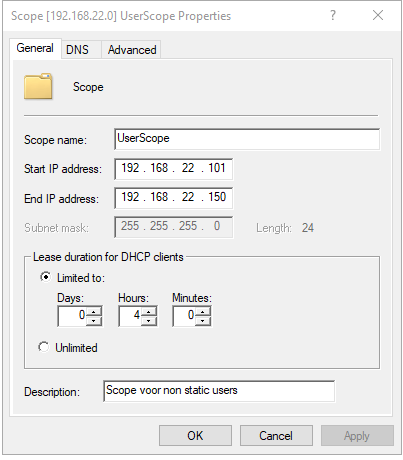 Scope [192.168.22.0] UserScope Properties ? ×
General DNS Advanced
Scope
Scope name: UserScope
Start IP address: 192 . 168 . 22 . 101
End IP address: 192 . 168 . 22 . 150
Subnet mask: 255 . 255 . 255 . 0 Length: 24
Lease duration for DHCP clients
Limited to:
Days: Hours: Minutes:
0 4 0
Unlimited
Description: Scope voor non static users
OK Cancel Apply